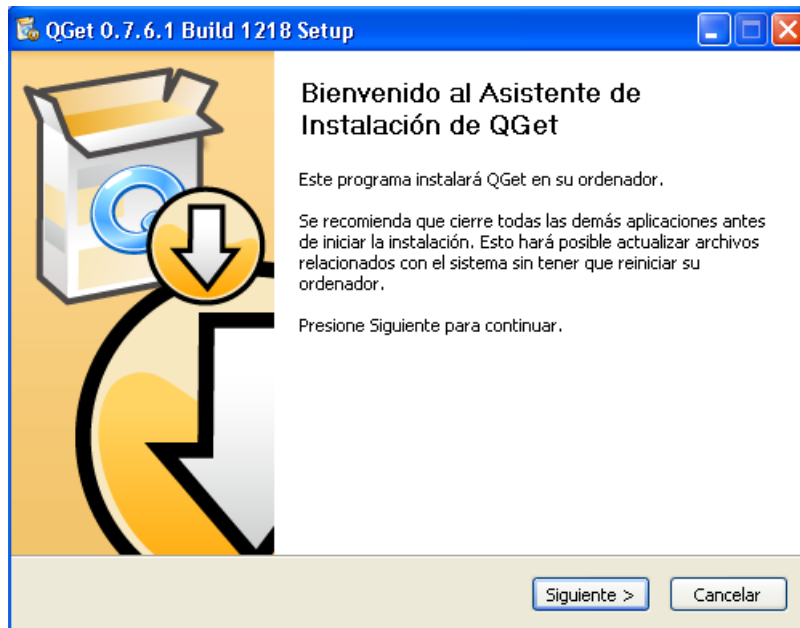 QGet 0.7.6.1 Build 1218 Setup
Bienvenido al Asistente de
Instalación de QGet
Este programa instalará QGet en su ordenador.
Se recomienda que cierre todas las demás aplicaciones antes
de iniciar la instalación. Esto hará posible actualizar archivos
relacionados con el sistema sin tener que reiniciar su
ordenador.
Presione Siguiente para continuar.
Siguiente >
Cancelar